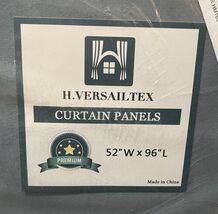 H.VERSAILTEX
CURTAIN PANELS
PREMIUM
52"W x 96"L
Made in China